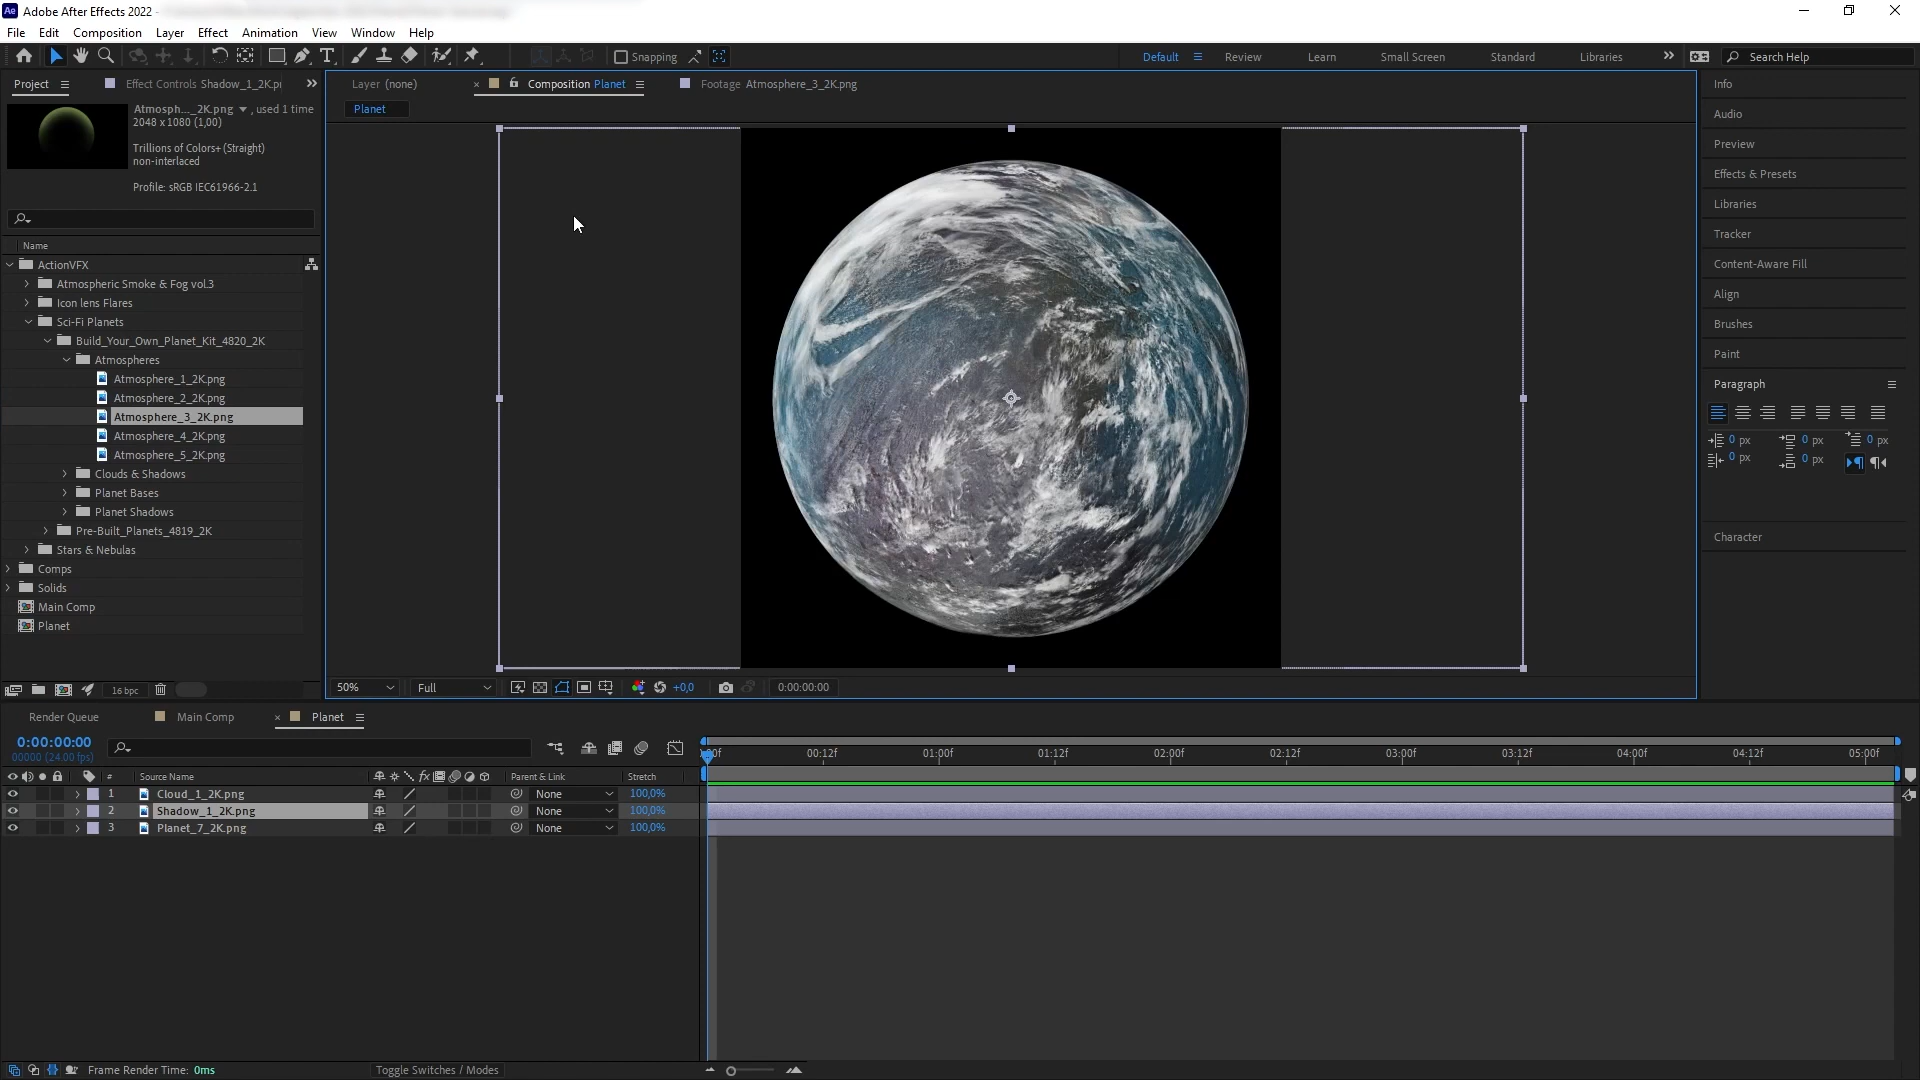 Adobe After Effects 2022 -
File Edit Composition Layer Effect Animation View Window Help
Snapping Default Review Learn Small Screen Standard Libraries Search Help
Project Effect Controls Shadow_1_2K.p Layer (none) Composition Planet Footage Atmosphere_3_2K.png
Planet
Atmosph..._2K.png , used 1 time
2048 x 1080 (1,00)
Trillions of Colors+ (Straight)
non-interlaced
Profile: sRGB IEC61966-2.1
Name
ActionVFX
Atmospheric Smoke & Fog vol.3
Icon lens Flares
Sci-Fi Planets
Build_Your_Own_Planet_Kit_4820_2K
Atmospheres
Atmosphere_1_2K.png
Atmosphere_2_2K.png
Atmosphere_3_2K.png
Atmosphere_4_2K.png
Atmosphere_5_2K.png
Clouds & Shadows
Planet Bases
Planet Shadows
Pre-Built_Planets_4819_2K
Stars & Nebulas
Comps
Solids
Main Comp
Planet
16 bpc
50% Full +0,0 0:00:00:00
Info
Audio
Preview
Effects & Presets
Libraries
Tracker
Content-Aware Fill
Align
Brushes
Paint
Paragraph
0 px 0 px 0 px
0 px 0 px
Character
Render Queue Main Comp Planet
0:00:00:00
00000 (24.00 fps)
00f 00:12f 01:00f 01:12f 02:00f 02:12f 03:00f 03:12f 04:00f 04:12f 05:00f
# Source Name Parent & Link Stretch
1 Cloud_1_2K.png None 100,0%
2 Shadow_1_2K.png None 100,0%
3 Planet_7_2K.png None 100,0%
Frame Render Time: 0ms Toggle Switches / Modes